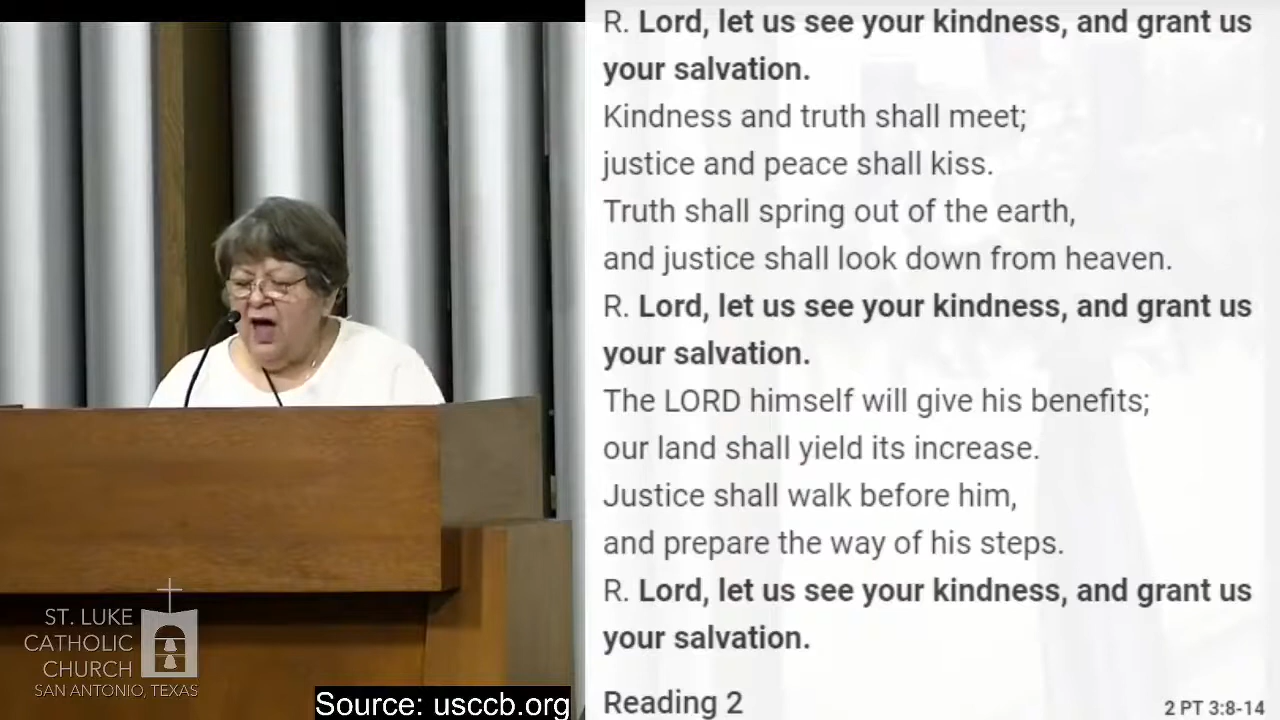 R. Lord, let us see your kindness, and grant us
your salvation.
Kindness and truth shall meet;
justice and peace shall kiss.
Truth shall spring out of the earth,
and justice shall look down from heaven.
R. Lord, let us see your kindness, and grant us
your salvation.
The LORD himself will give his benefits;
our land shall yield its increase.
Justice shall walk before him,
and prepare the way of his steps.
R. Lord, let us see your kindness, and grant us
your salvation.
Reading 2
2 PT 3:8-14
ST. LUKE
CATHOLIC
CHURCH
SAN ANTONIO, TEXAS
Source: usccb.org